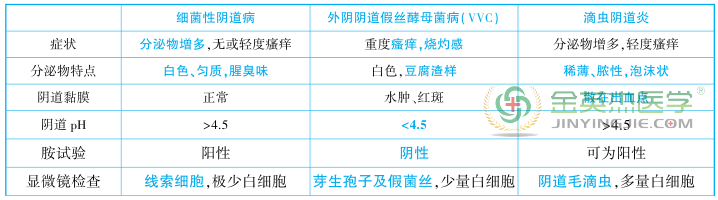 细菌性阴道病 外阴阴道假丝酵母菌病(VVC) 滴虫阴道炎
症状 分泌物增多,无或轻度瘙痒 重度瘙痒,烧灼感 分泌物增多,轻度瘙痒
分泌物特点 白色、匀质,腥臭味 白色,豆腐渣样 稀薄、脓性,泡沫状
阴道黏膜 正常 水肿、红斑 散在出血点
阴道 pH >4.5 <4.5 >4.5
胺试验 阳性 阴性 可为阳性
显微镜检查 线索细胞,极少白细胞 芽生孢子及假菌丝,少量白细胞 阴道毛滴虫,多量白细胞
金英杰医学®
JINYINGJIE.COM